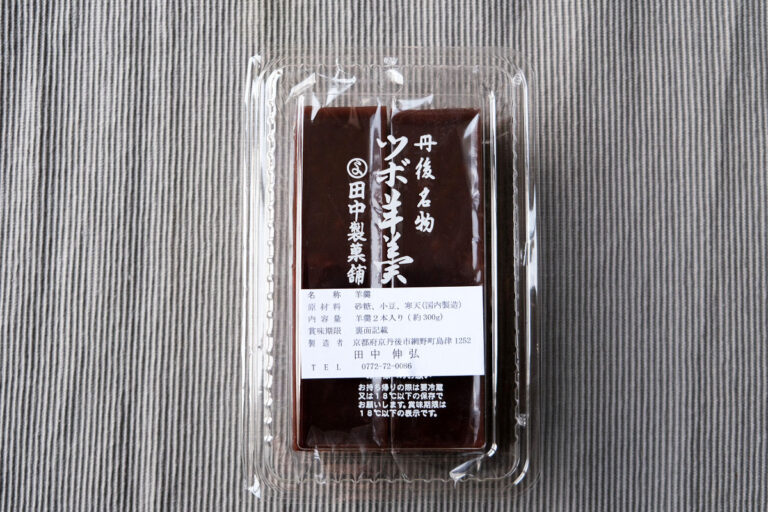 丹後名物
ツボ羊羹
田中製菓舗
名称 羊羹
原材料 砂糖、小豆、寒天(国内製造)
内容量 羊羹2本入り(約300g)
賞味期限 裏面記載
製造者 京都府京丹後市網野町島津1252
田中 伸弘
TEL 0772-72-0086
お持ち帰りの際は要冷蔵
又は18℃以下の保存で
お願いします。賞味期限は
18℃以下の表示です。